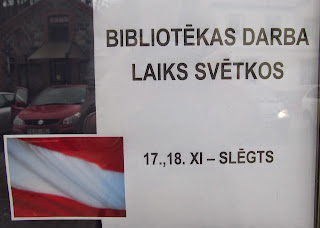 BIBLIOTĒKAS DARBA
LAIKS SVĒTKOS
17.,18. XI – SLĒGTS